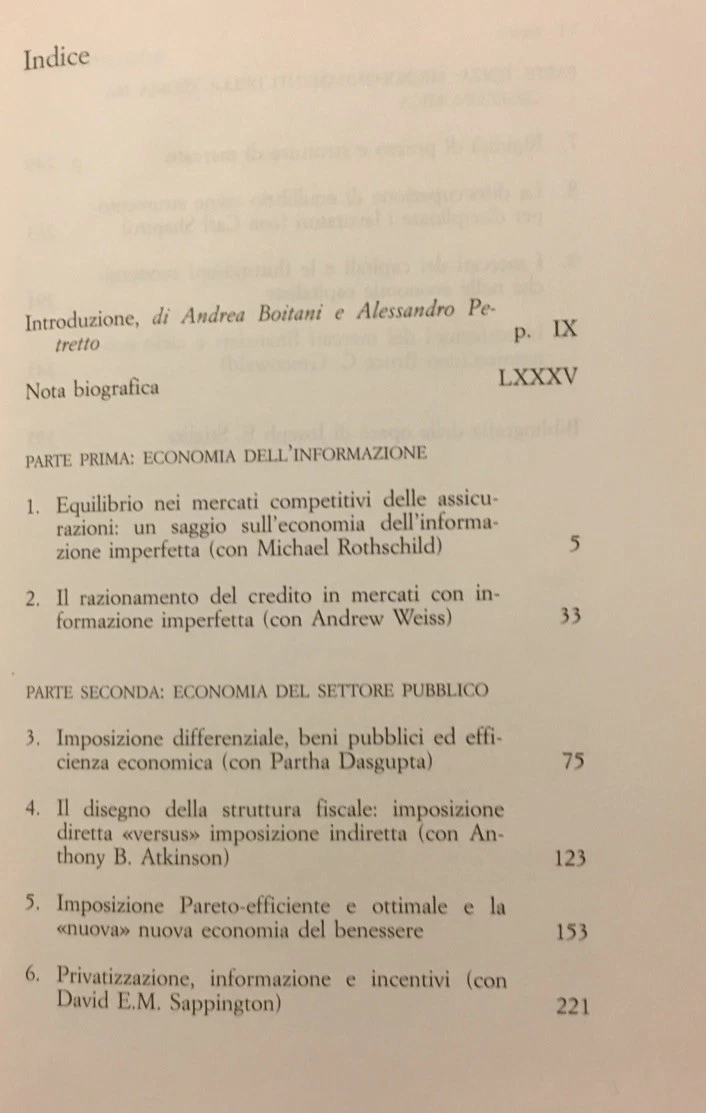 Indice
Introduzione, di Andrea Boitani e Alessandro Pe-
tretto p. IX
Nota biografica LXXXV
PARTE PRIMA: ECONOMIA DELL'INFORMAZIONE
1. Equilibrio nei mercati competitivi delle assicu-
razioni: un saggio sull'economia dell'informa-
zione imperfetta (con Michael Rothschild) 5
2. Il razionamento del credito in mercati con in-
formazione imperfetta (con Andrew Weiss) 33
PARTE SECONDA: ECONOMIA DEL SETTORE PUBBLICO
3. Imposizione differenziale, beni pubblici ed effi-
cienza economica (con Partha Dasgupta) 75
4. Il disegno della struttura fiscale: imposizione
diretta «versus» imposizione indiretta (con An-
thony B. Atkinson) 123
5. Imposizione Pareto-efficiente e ottimale e la
«nuova» nuova economia del benessere 153
6. Privatizzazione, informazione e incentivi (con
David E.M. Sappington) 221